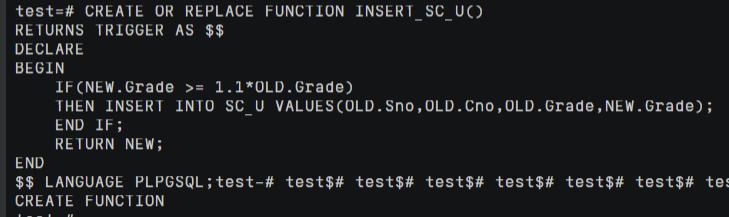 test=# CREATE OR REPLACE FUNCTION INSERT_SC_U()
RETURNS TRIGGER AS $$
DECLARE
BEGIN
    IF(NEW.Grade >= 1.1*OLD.Grade)
    THEN INSERT INTO SC_U VALUES(OLD.Sno,OLD.Cno,OLD.Grade,NEW.Grade);
    END IF;
    RETURN NEW;
END
$$ LANGUAGE PLPGSQL;test-# test$# test$# test$# test$# test$# test$# tes
CREATE FUNCTION